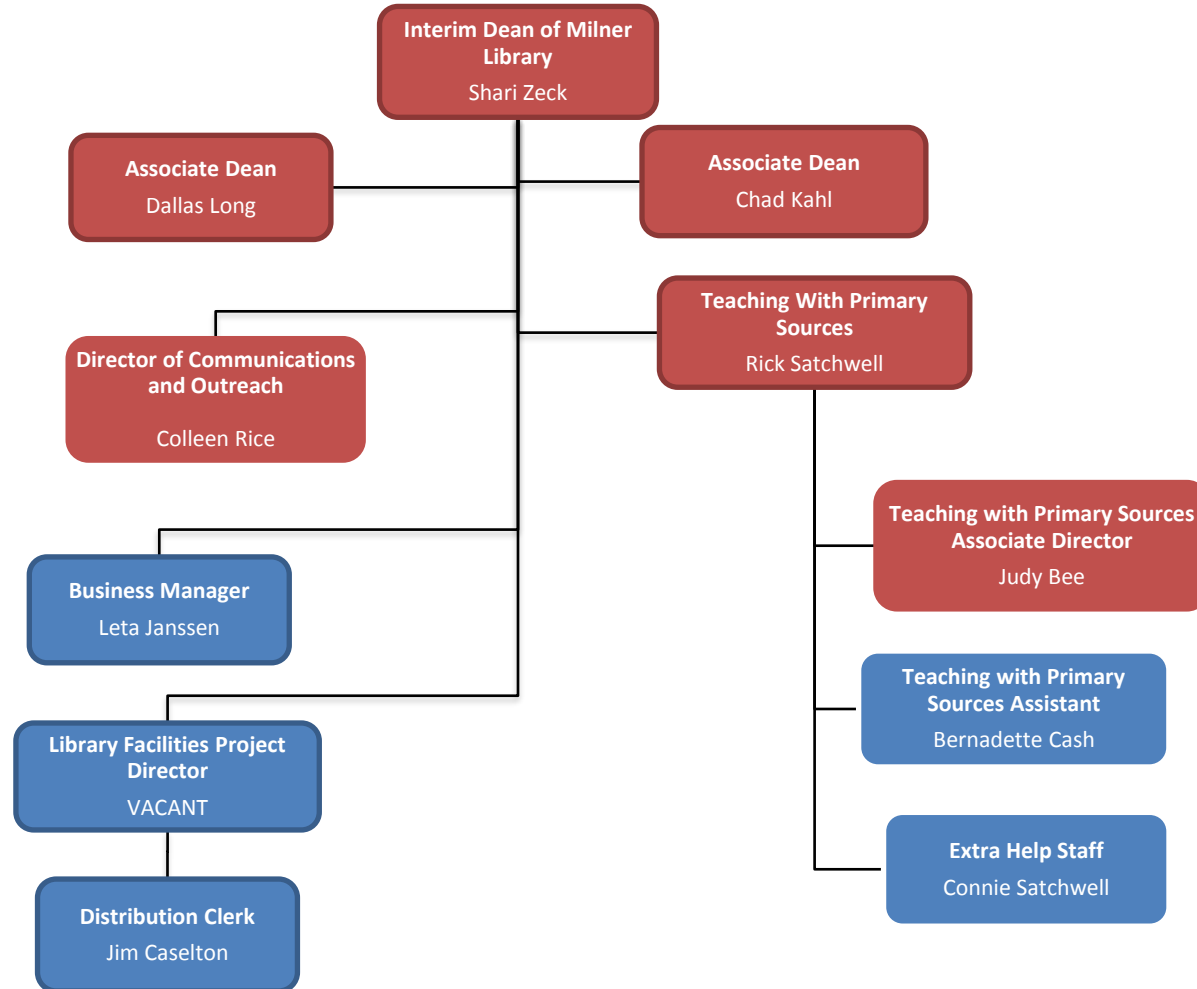 Interim Dean of Milner
Library
Shari Zeck
Associate Dean
Dallas Long
Associate Dean
Chad Kahl
Teaching With Primary
Sources
Rick Satchwell
Director of Communications
and Outreach
Colleen Rice
Teaching with Primary Sources
Associate Director
Judy Bee
Business Manager
Leta Janssen
Teaching with Primary
Sources Assistant
Bernadette Cash
Library Facilities Project
Director
VACANT
Extra Help Staff
Connie Satchwell
Distribution Clerk
Jim Caselton